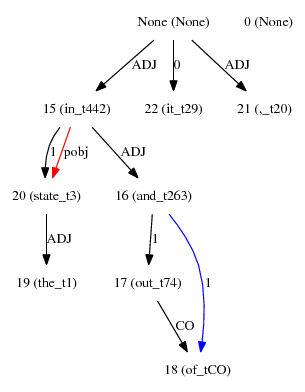 None (None) 0 (None)
ADJ 0 ADJ
15 (in_t442) 22 (it_t29) 21 (,_t20)
1 pobj ADJ
20 (state_t3) 16 (and_t263)
ADJ 1 1
19 (the_t1) 17 (out_t74)
CO
18 (of_tCO)